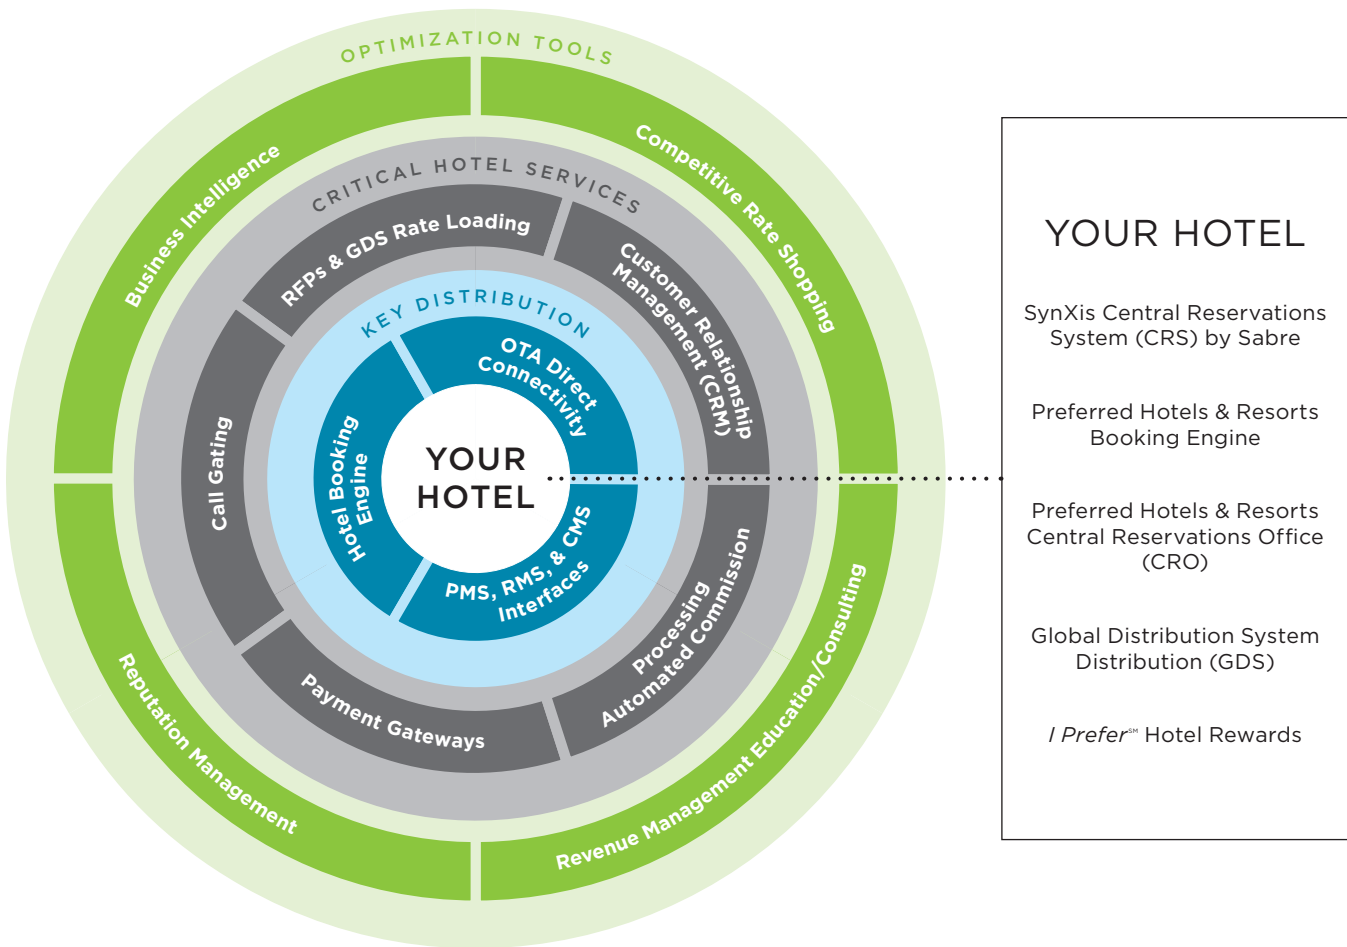 OPTIMIZATION TOOLS
Business Intelligence
Competitive Rate Shopping
Reputation Management
Revenue Management Education/Consulting
CRITICAL HOTEL SERVICES
RFPs & GDS Rate Loading
Customer Relationship
Management (CRM)
Call Gating
Payment Gateways
Processing
Automated Commission
KEY DISTRIBUTION
OTA Direct
Connectivity
Hotel Booking
Engine
PMS, RMS, & CMS
Interfaces
YOUR
HOTEL
YOUR HOTEL
SynXis Central Reservations
System (CRS) by Sabre
Preferred Hotels & Resorts
Booking Engine
Preferred Hotels & Resorts
Central Reservations Office
(CRO)
Global Distribution System
Distribution (GDS)
I Prefer℠ Hotel Rewards